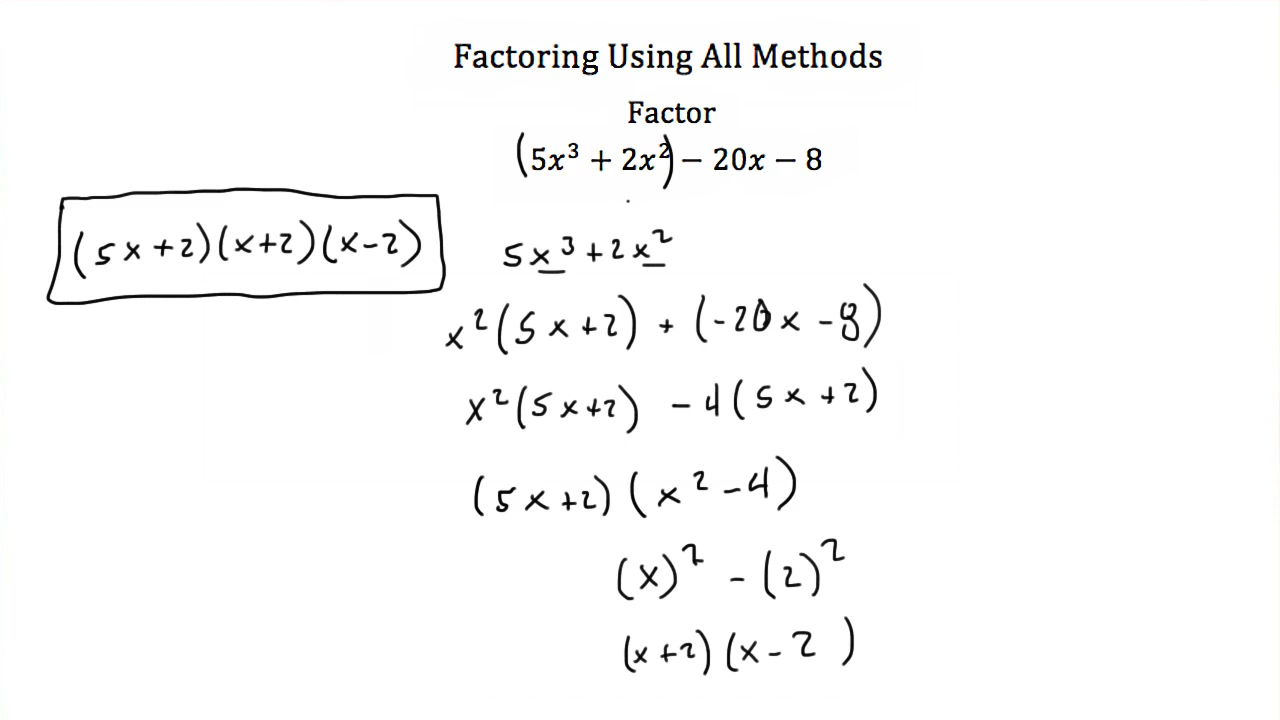 Factoring Using All Methods
Factor
(5x³ + 2x²) − 20x − 8
(5x+2)(x+2)(x−2)
5x³+2x²
x²(5x+2) + (-20x −8)
x²(5x+2) −4(5x+2)
(5x+2)(x²−4)
(x)² − (2)²
(x+2)(x−2)